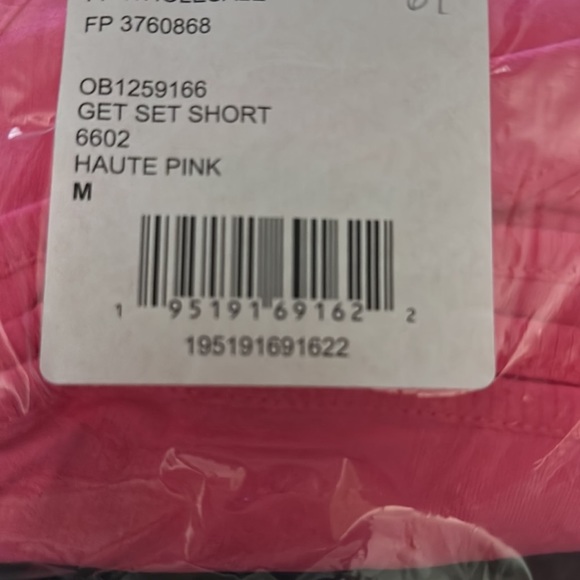 FP 3760868
OB1259166
GET SET SHORT
6602
HAUTE PINK
M
1 95191 69162 2
195191691622